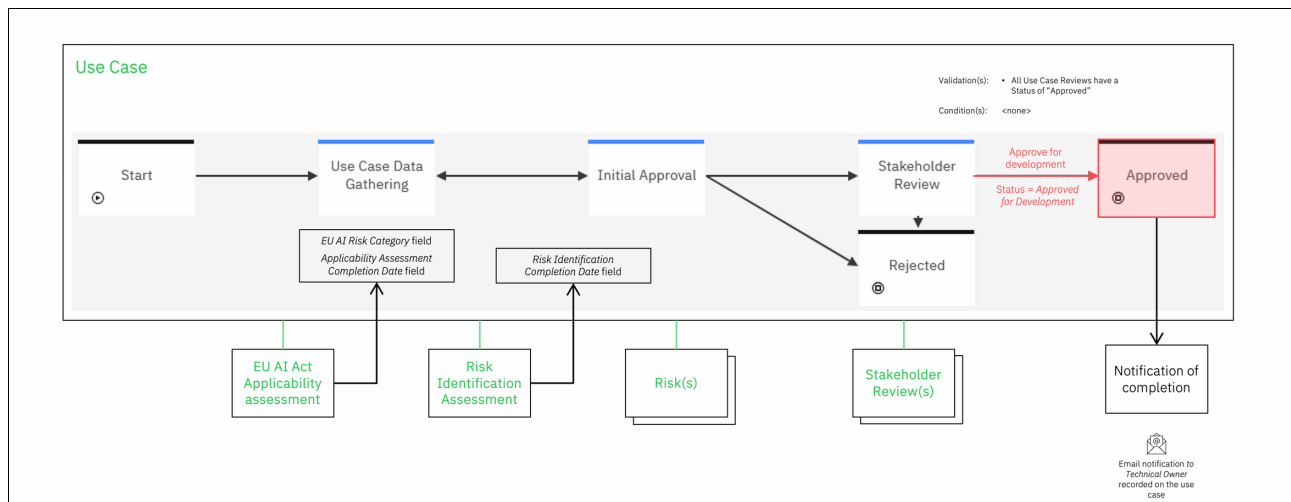 Use Case
Validation(s): • All Use Case Reviews have a
Status of “Approved”
Condition(s): <none>
Start
Use Case Data
Gathering
Initial Approval
Stakeholder
Review
Approve for
development
Status = Approved
for Development
Approved
Rejected
EU AI Risk Category field
Applicability Assessment
Completion Date field
Risk Identification
Completion Date field
EU AI Act
Applicability
assessment
Risk
Identification
Assessment
Risk(s)
Stakeholder
Review(s)
Notification of
completion
Email notification to
Technical Owner
recorded on the use
case